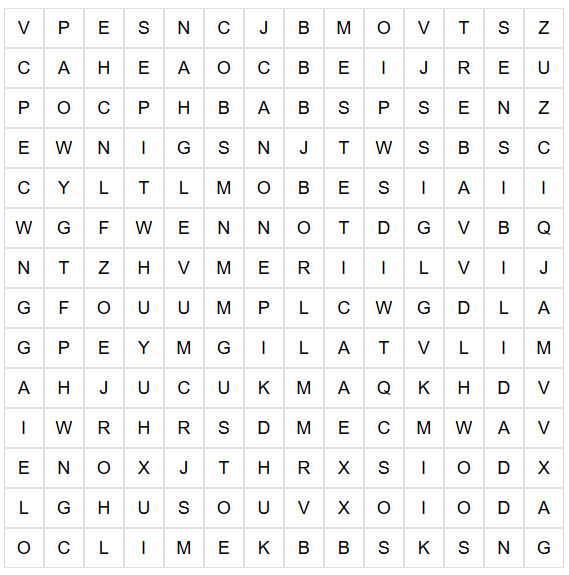 V P E S N C J B M O V T S Z
C A H E A O C B E I J R E U
P O C P H B A B S P S E N Z
E W N I G S N J T W S B S C
C Y L T L M O B E S I A I I
W G F W E N N O T D G V B Q
N T Z H V M E R I I L V I J
G F O U U M P L C W G D L A
G P E Y M G I L A T V L I M
A H J U C U K M A Q K H D V
I W R H R S D M E C M W A V
E N O X J T H R X S I O D X
L G H U S O U V X O I O D A
O C L I M E K B B S K S N G